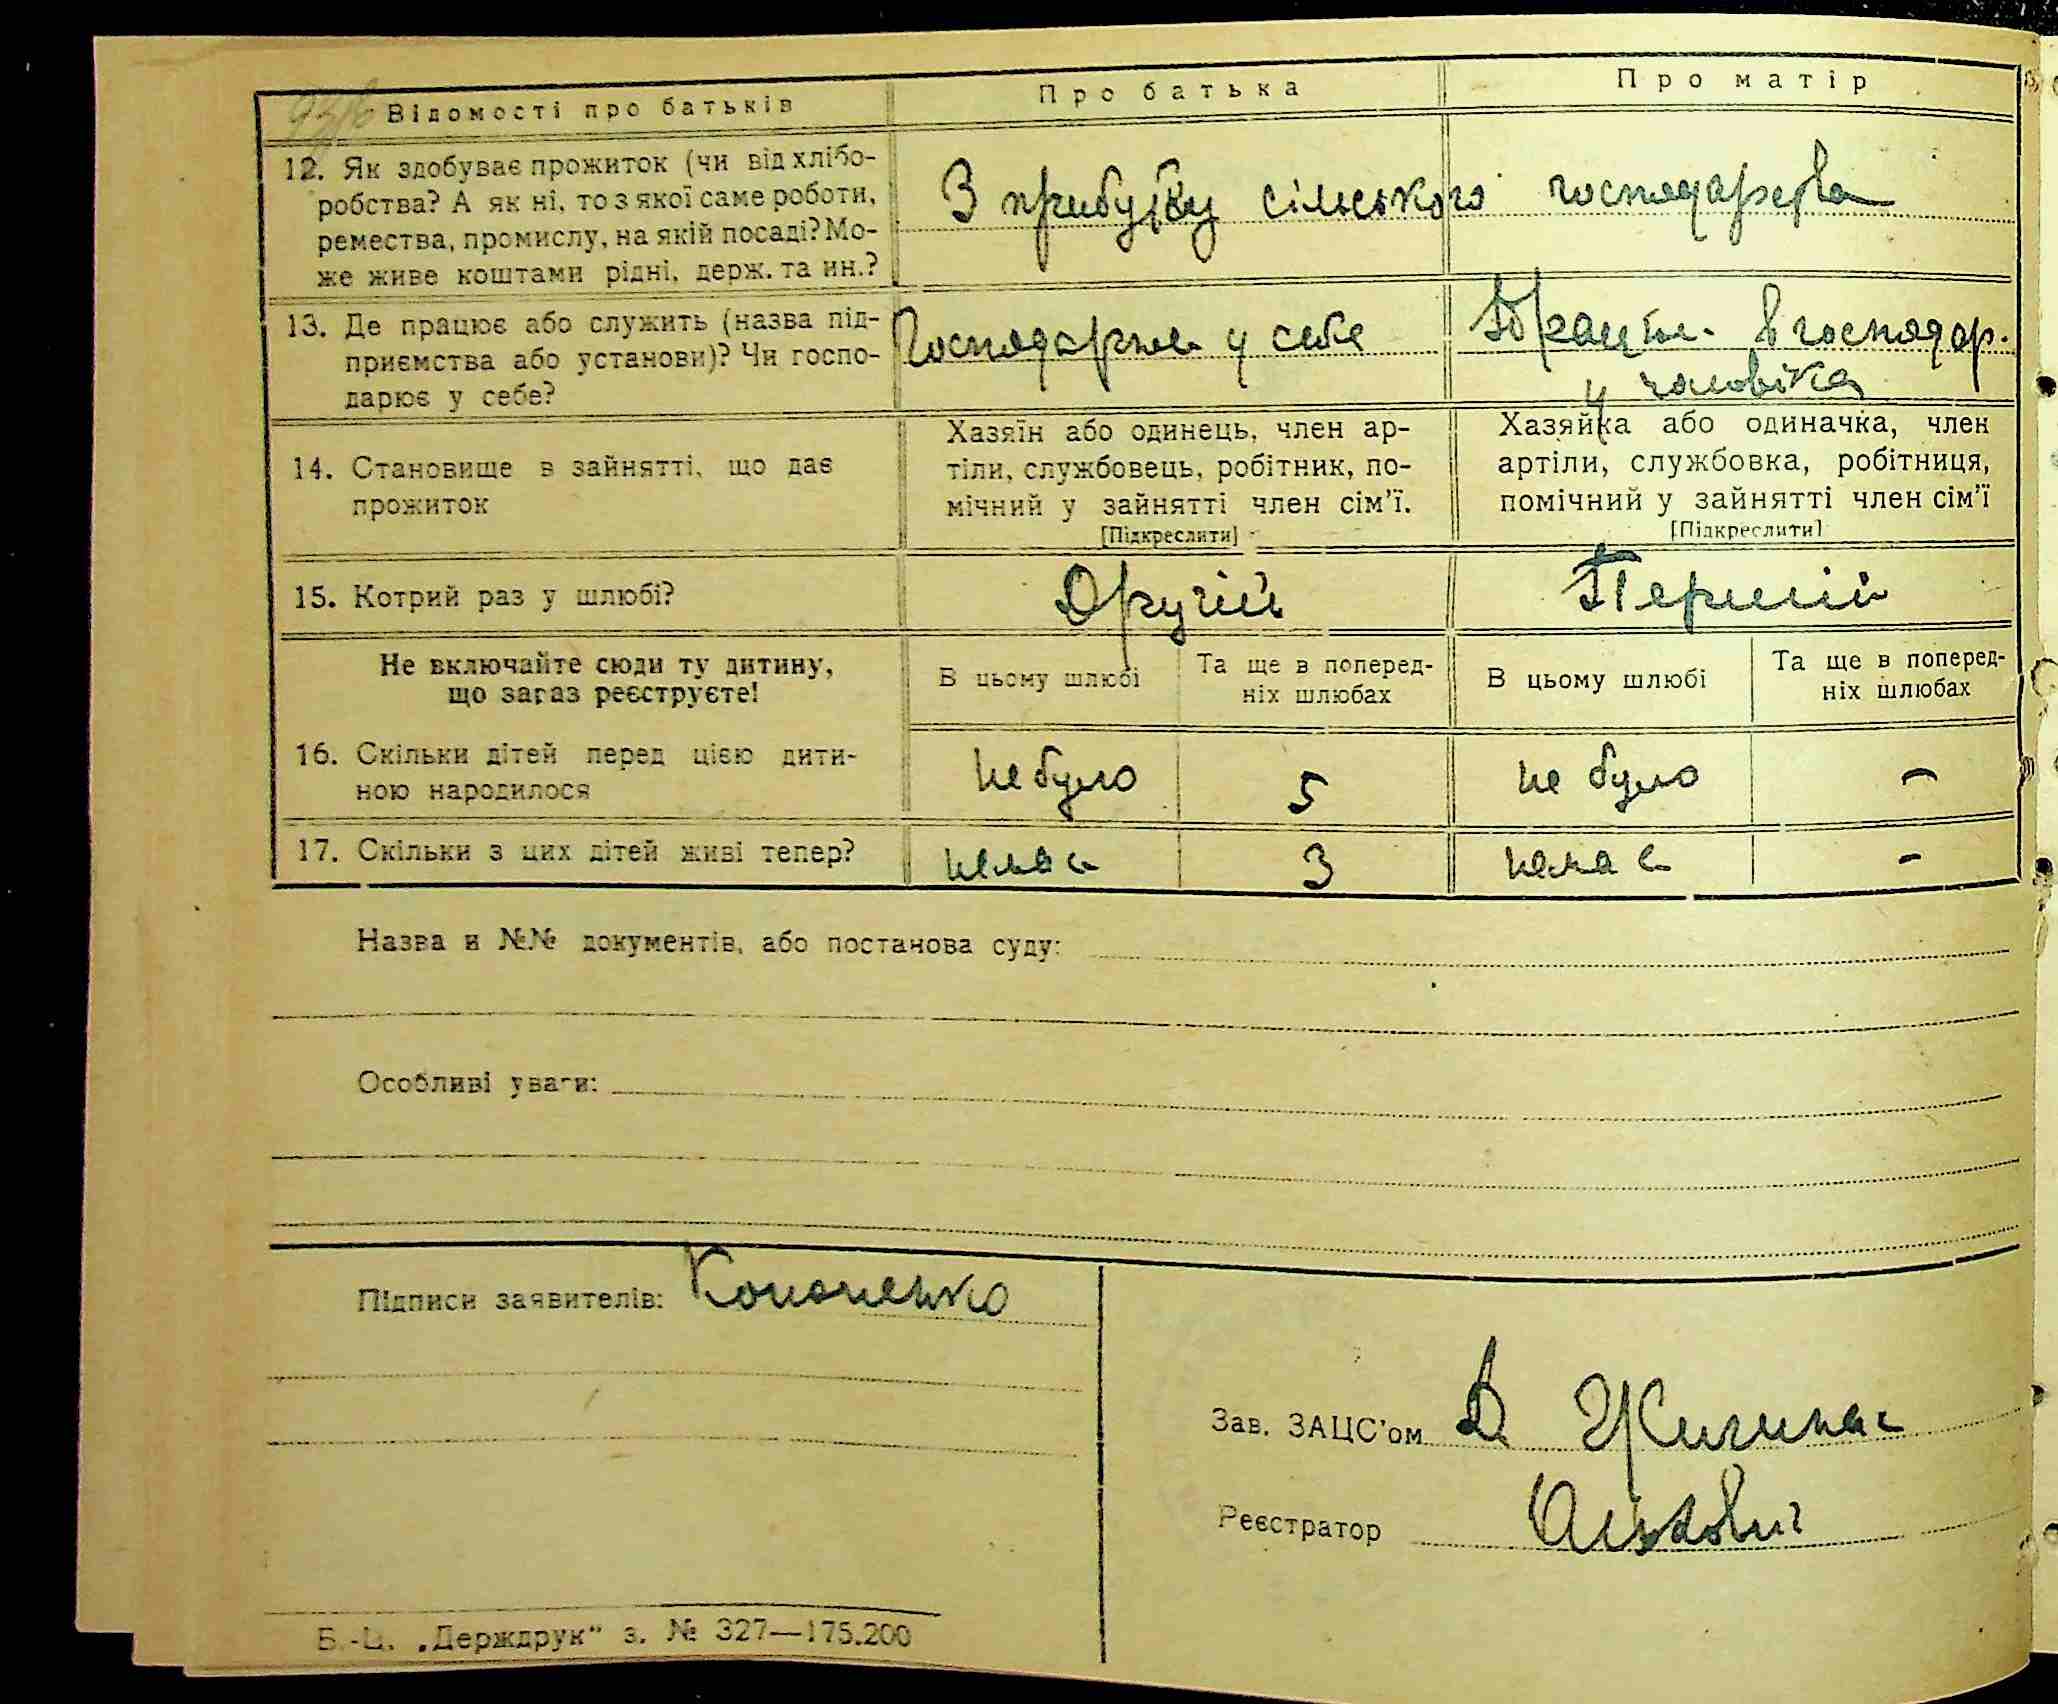 Відомості про батьків
Про батька
Про матір
12. Як здобуває прожиток (чи від хлібо-
робства? А як ні, то з якої саме роботи,
ремества, промислу, на якій посаді? Мо-
же живе коштами рідні, держ. та ин.?
З прибутку сільського господарства
13. Де працює або служить (назва під-
приємства або установи)? Чи госпо-
дарює у себе?
Господарює у себе
Працює в господар.
у чоловіка
14. Становище в зайнятті, що дає
прожиток
Хазяїн або одинець, член ар-
тіли, службовець, робітник, по-
мічний у зайнятті член сім'ї.
[Підкреслити]
Хазяйка або одиначка, член
артіли, службовка, робітниця,
помічний у зайнятті член сім'ї
[Підкреслити]
15. Котрий раз у шлюбі?
Другій
Перший
Не включайте сюди ту дитину,
що зараз реєструєте!
В цьому шлюбі
Та ще в поперед-
ніх шлюбах
В цьому шлюбі
Та ще в поперед-
ніх шлюбах
16. Скільки дітей перед цією дити-
ною народилося
не було
5
не було
–
17. Скільки з цих дітей живі тепер?
немає
3
немає
-
Назва и №№ документів, або постанова суду:
Особливі уваги:
Підписи заявителів: Кононенко
Зав. ЗАЦС'ом
Реєстратор
Б.-Ц. „Держдрук“ з. № 327—175.200